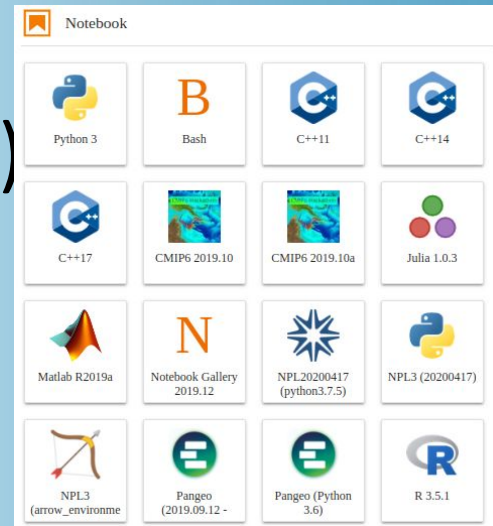 Notebook
)
B
Python 3
Bash
C++11
C++14
C++17
CMIP6 2019.10
CMIP6 2019.10a
Julia 1.0.3
N
Matlab R2019a
Notebook Gallery
2019.12
NPL20200417
(python3.7.5)
NPL3 (20200417)
R
NPL3
(arrow_environme
Pangeo
(2019.09.12 -
Pangeo (Python
3.6)
R 3.5.1